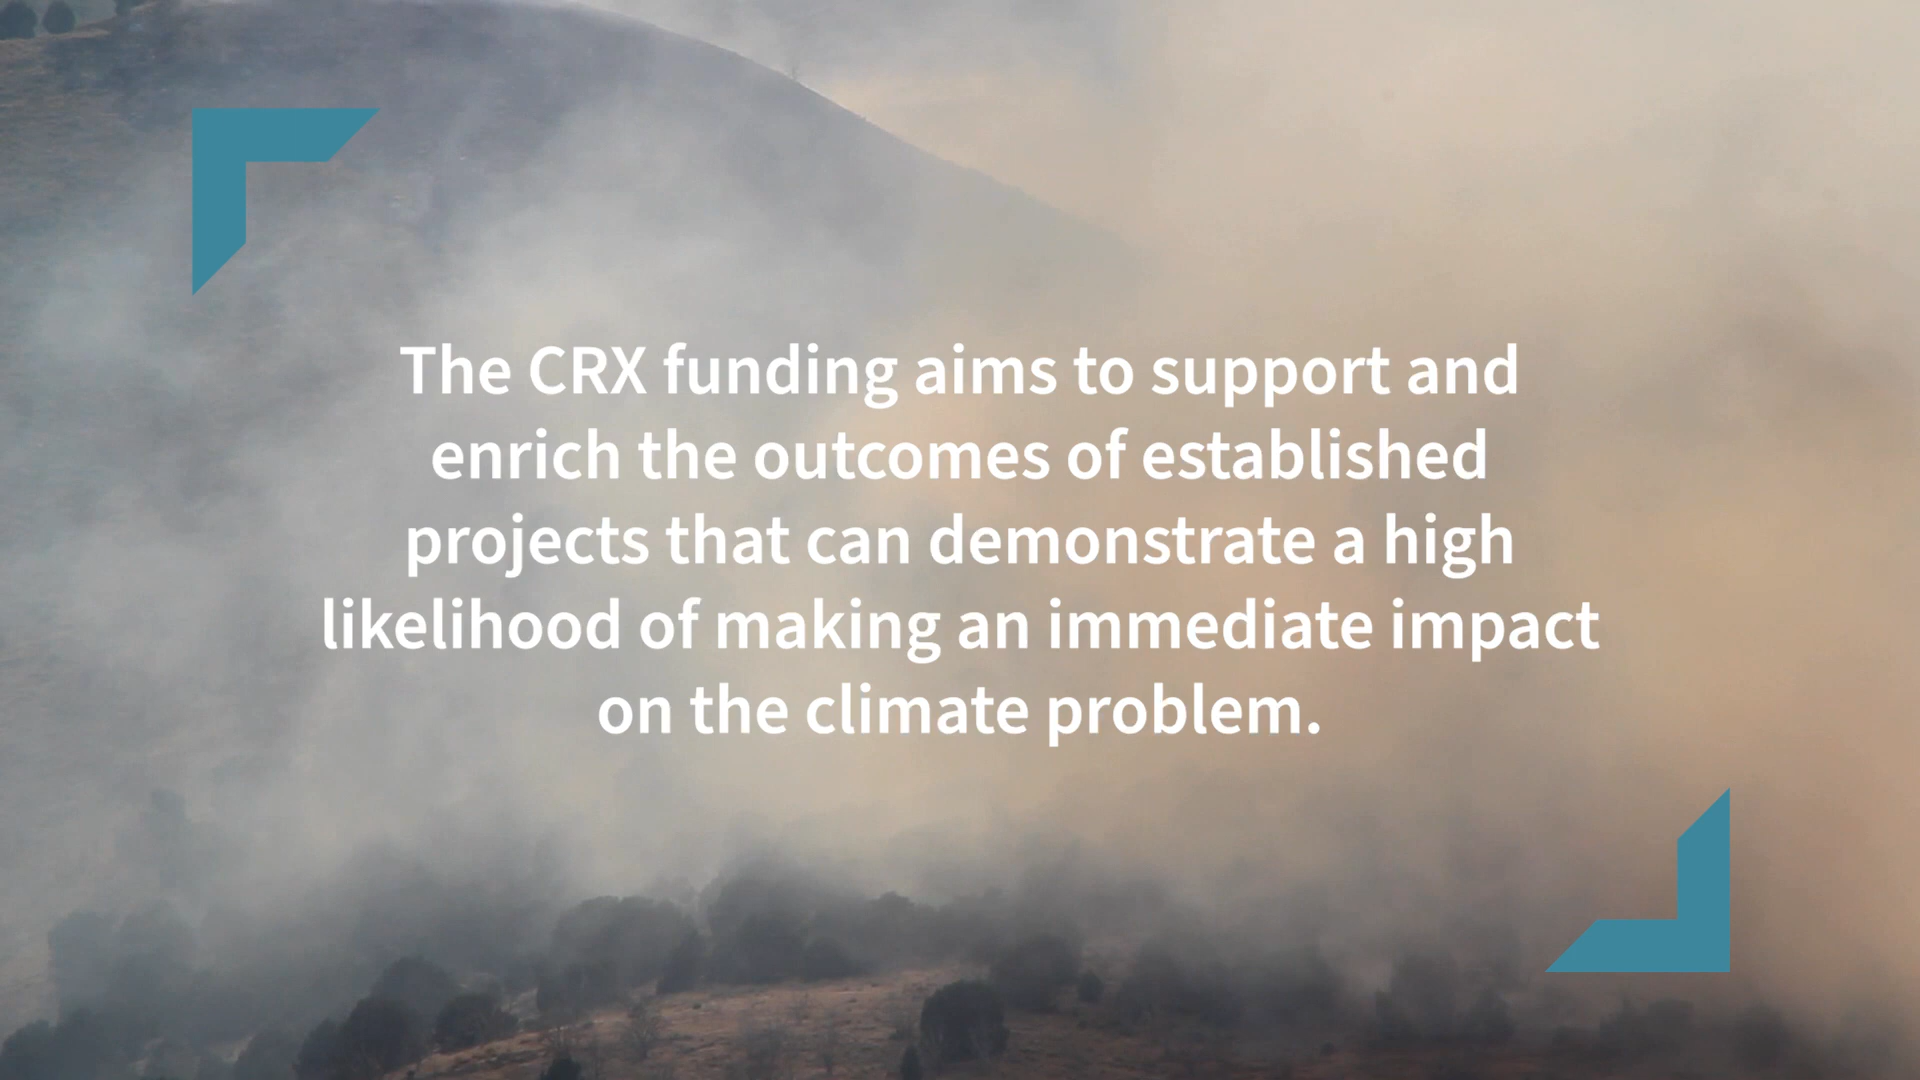 The CRX funding aims to support and
enrich the outcomes of established
projects that can demonstrate a high
likelihood of making an immediate impact
on the climate problem.